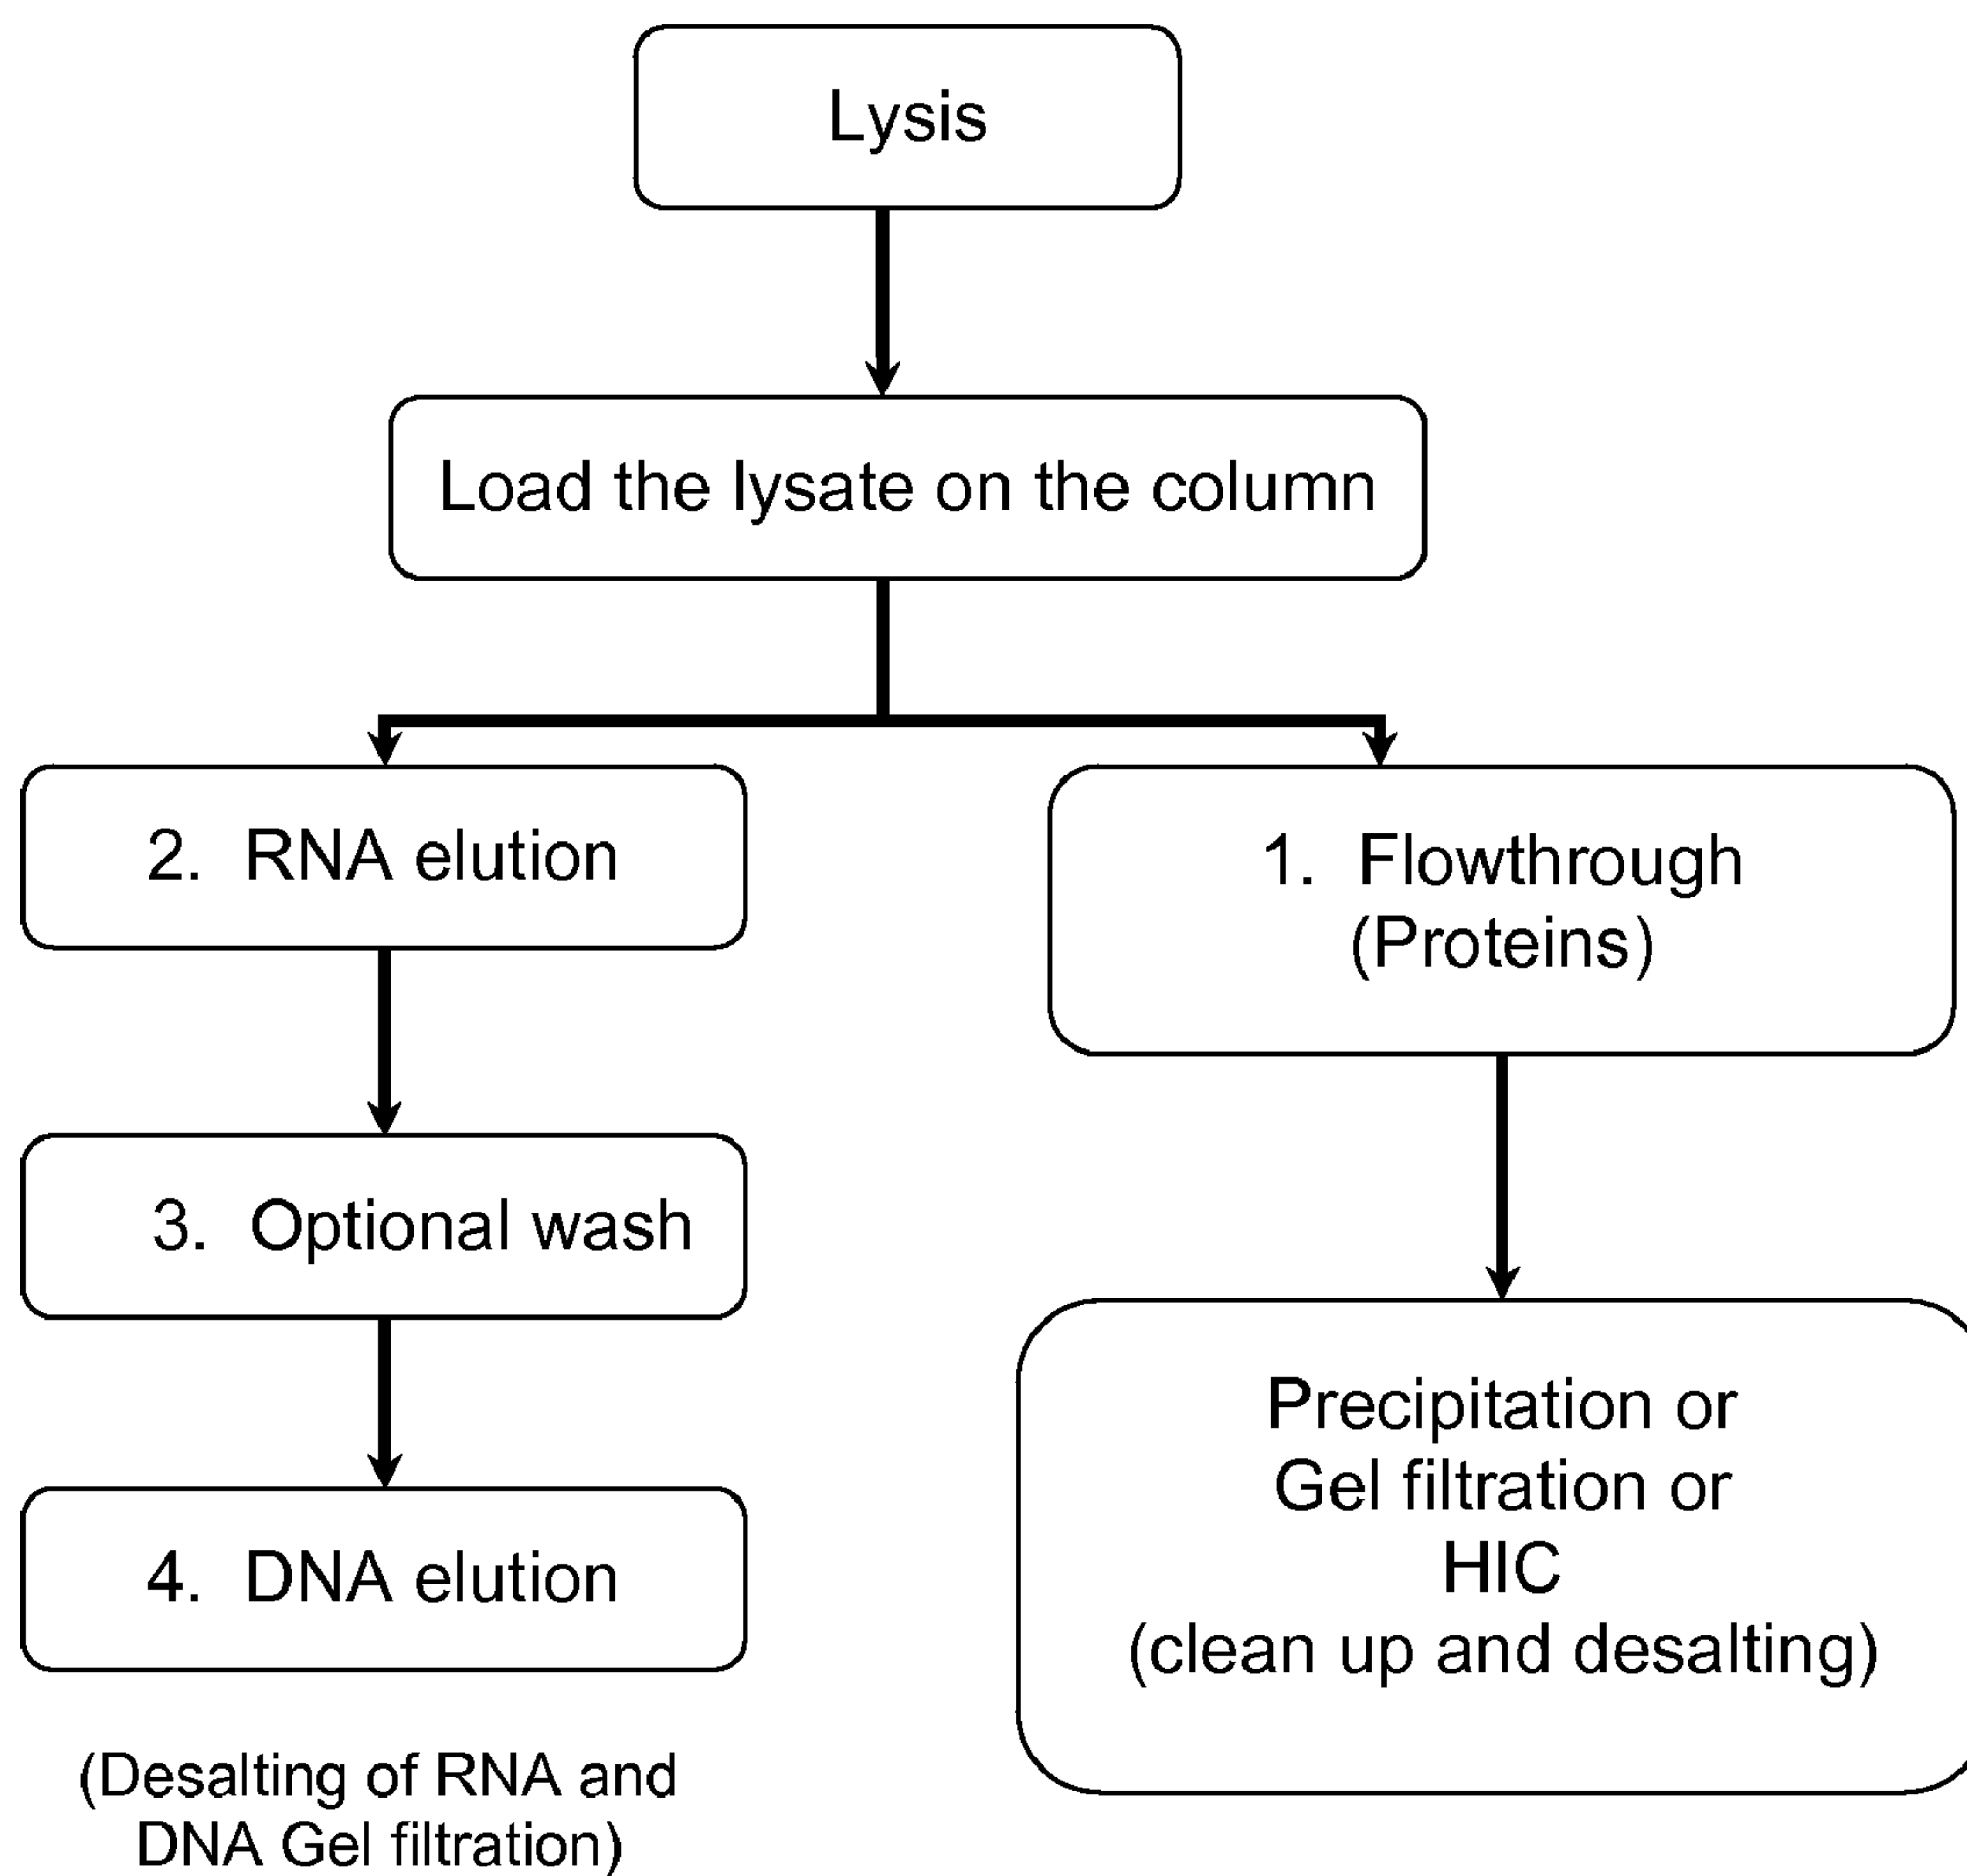 Lysis
Load the lysate on the column
2. RNA elution
1. Flowthrough
(Proteins)
3. Optional wash
4. DNA elution
(Desalting of RNA and
DNA Gel filtration)
Precipitation or
Gel filtration or
HIC
(clean up and desalting)